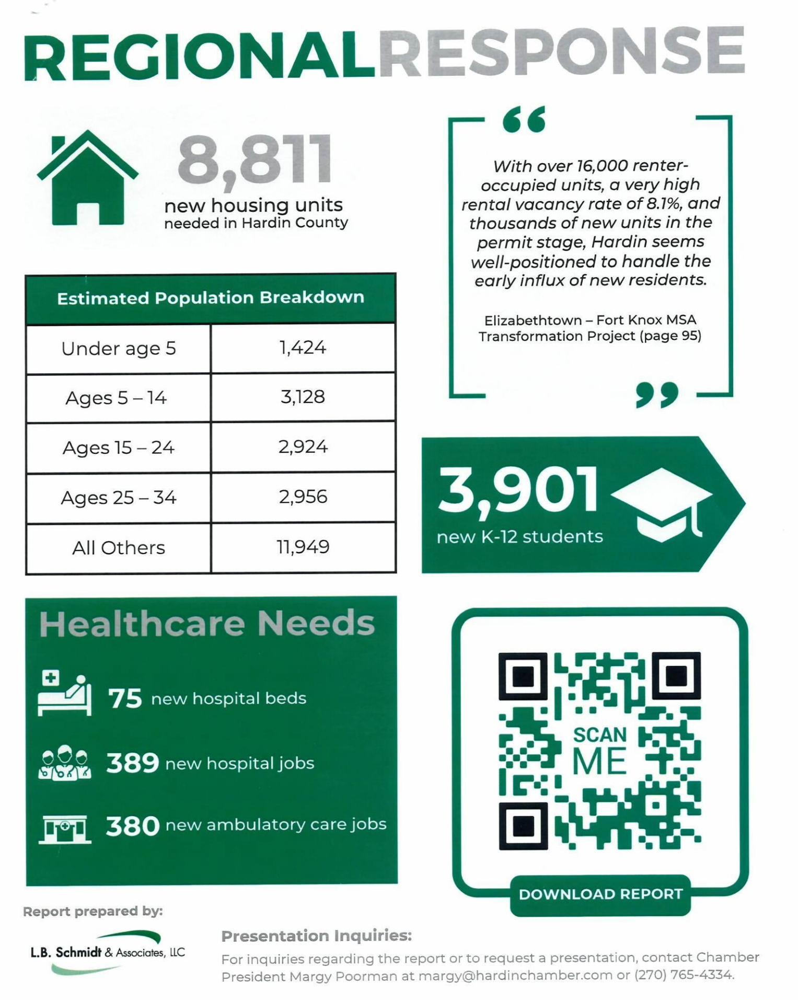 REGIONALRESPONSE
8,811
new housing units
needed in Hardin County
“
With over 16,000 renter-
occupied units, a very high
rental vacancy rate of 8.1%, and
thousands of new units in the
permit stage, Hardin seems
well-positioned to handle the
early influx of new residents.
Elizabethtown – Fort Knox MSA
Transformation Project (page 95)
”
Estimated Population Breakdown
Under age 5 1,424
Ages 5 – 14 3,128
Ages 15 – 24 2,924
Ages 25 – 34 2,956
All Others 11,949
3,901
new K-12 students
Healthcare Needs
75 new hospital beds
389 new hospital jobs
380 new ambulatory care jobs
SCAN
ME
DOWNLOAD REPORT
Report prepared by:
L.B. Schmidt & Associates, LLC
Presentation Inquiries:
For inquiries regarding the report or to request a presentation, contact Chamber
President Margy Poorman at margy@hardinchamber.com or (270) 765-4334.